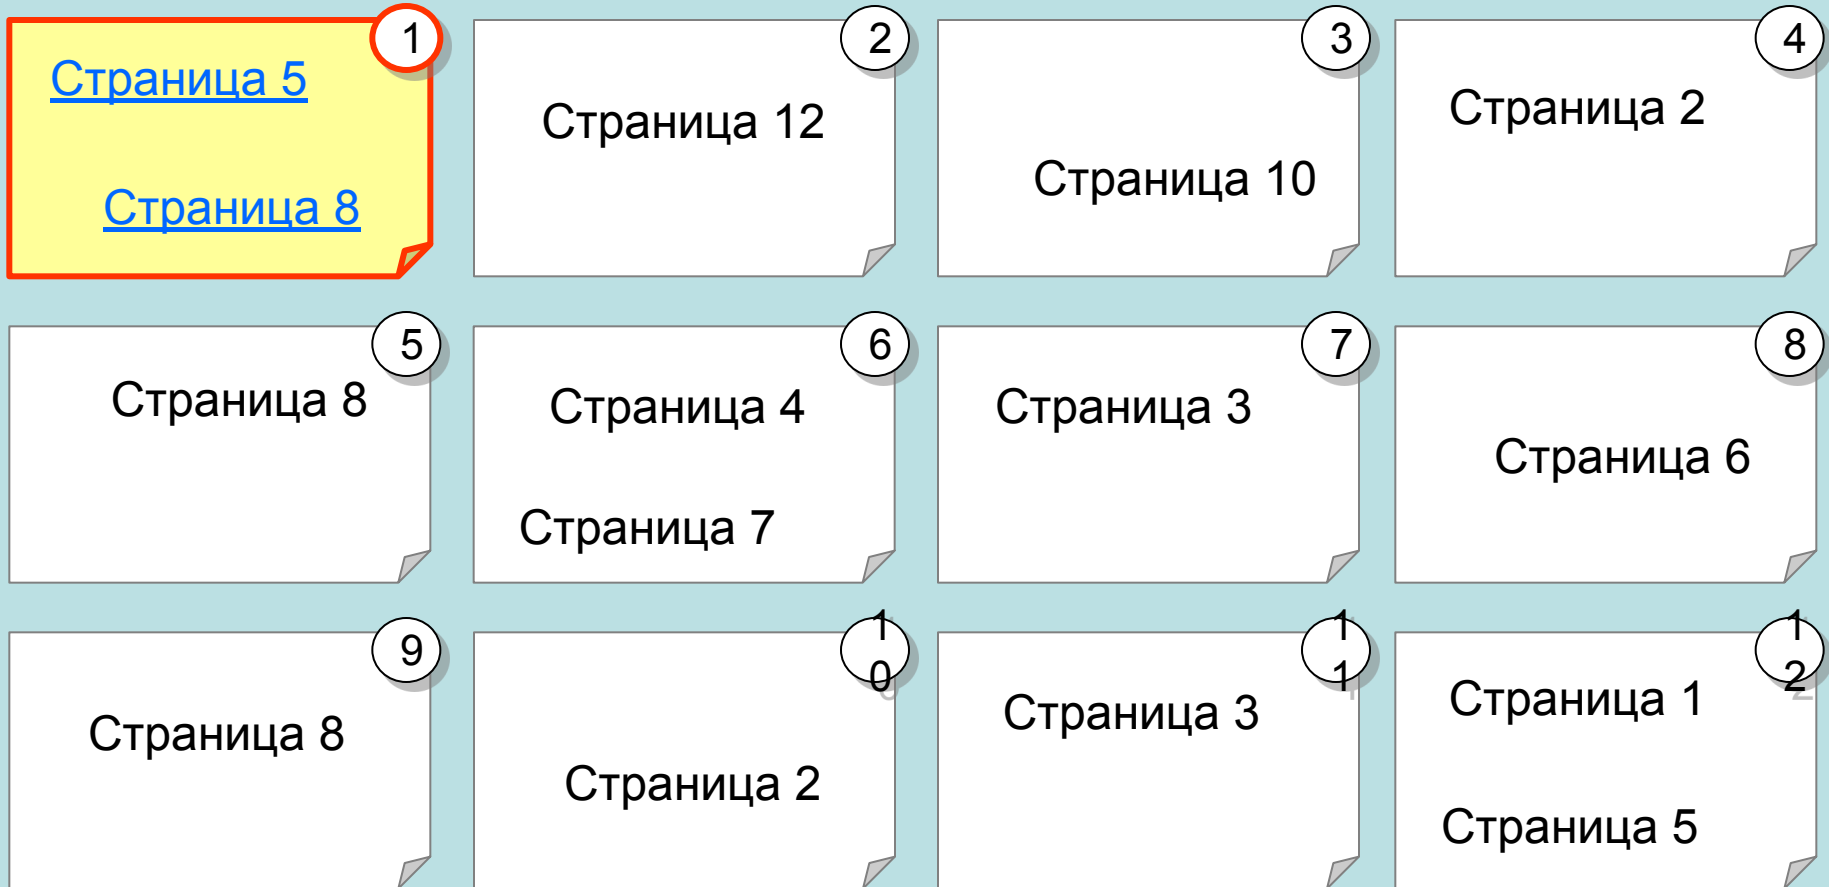 1
Страница 5
Страница 8
2
Страница 12
3
Страница 10
4
Страница 2
5
Страница 8
6
Страница 4
Страница 7
7
Страница 3
8
Страница 6
9
Страница 8
10
Страница 2
11
Страница 3
12
Страница 1
Страница 5